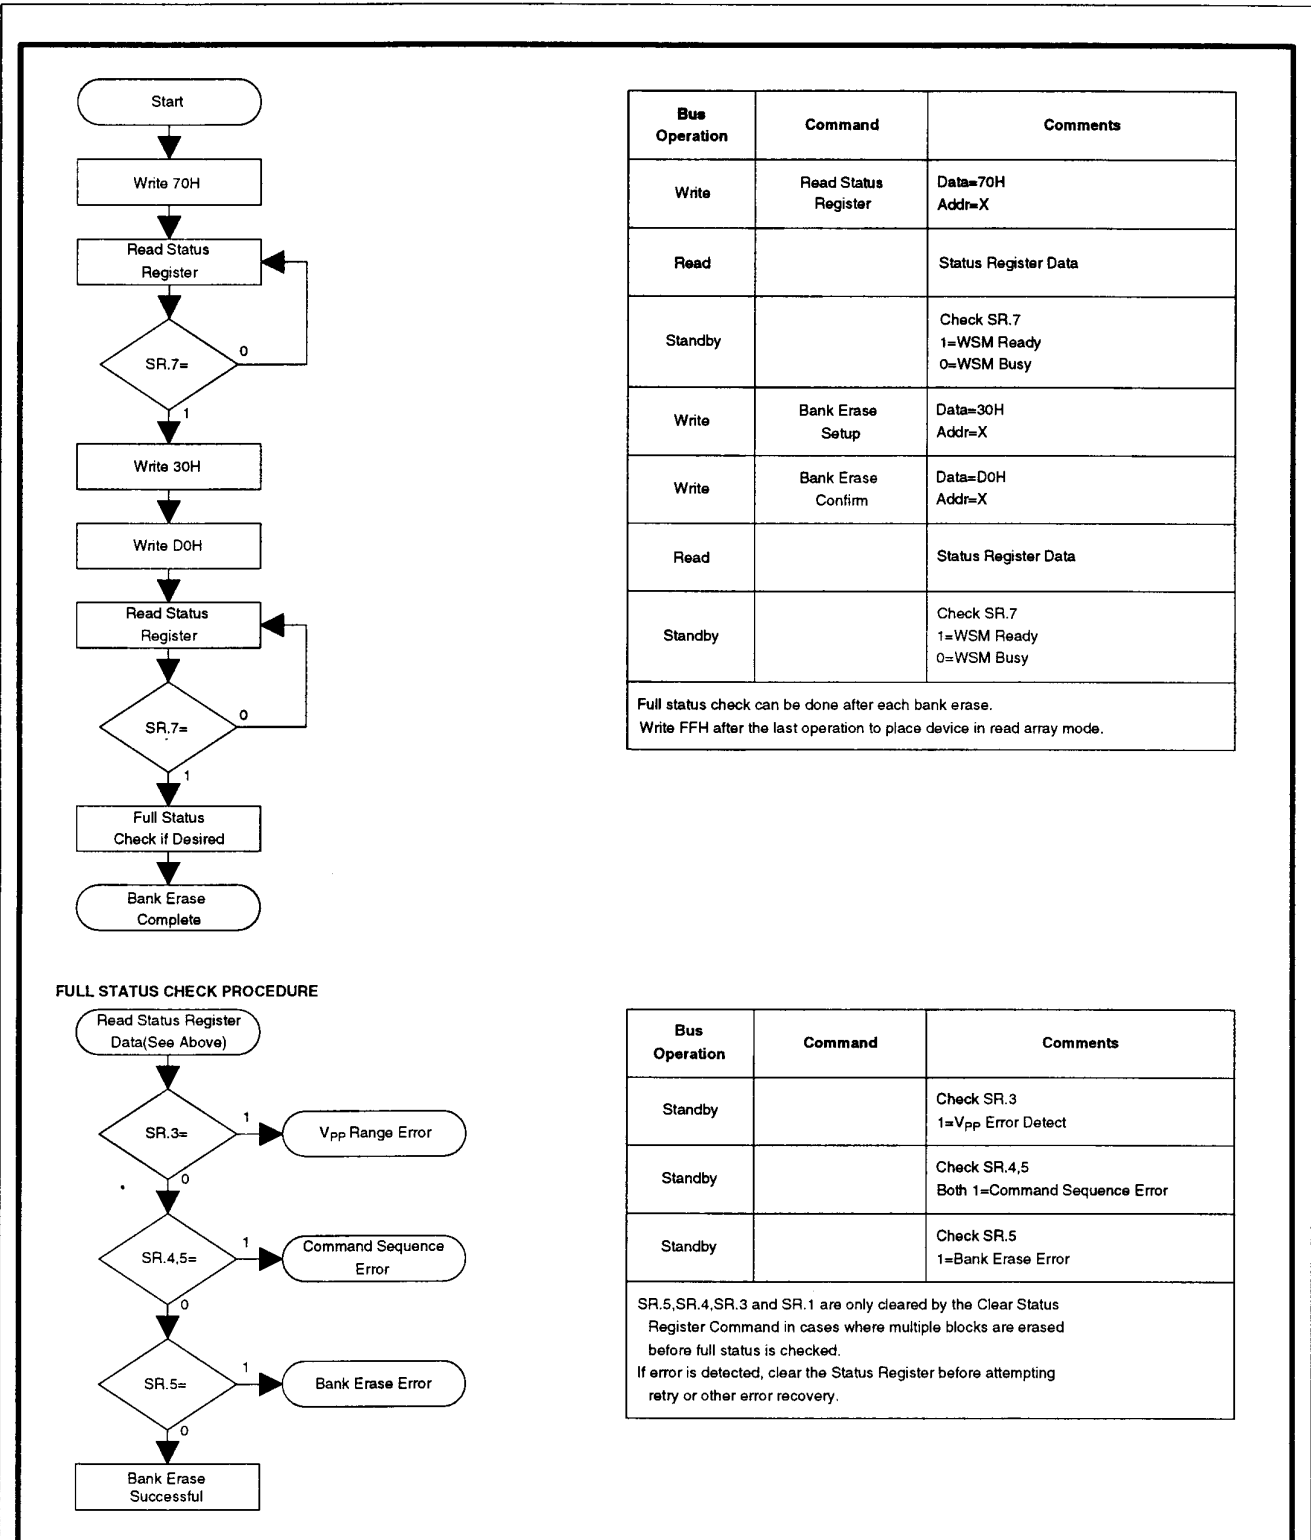 Start
Write 70H
Read Status
Register
SR.7=
0
1
Write 30H
Write D0H
Read Status
Register
SR.7=
0
1
Full Status
Check if Desired
Bank Erase
Complete
Bus
Operation
Command
Comments
Write
Read Status
Register
Data=70H
Addr=X
Read
Status Register Data
Standby
Check SR.7
1=WSM Ready
0=WSM Busy
Write
Bank Erase
Setup
Data=30H
Addr=X
Write
Bank Erase
Confirm
Data=D0H
Addr=X
Read
Status Register Data
Standby
Check SR.7
1=WSM Ready
0=WSM Busy
Full status check can be done after each bank erase.
Write FFH after the last operation to place device in read array mode.
FULL STATUS CHECK PROCEDURE
Read Status Register
Data(See Above)
SR.3=
1
VPP Range Error
0
SR.4,5=
1
Command Sequence
Error
0
SR.5=
1
Bank Erase Error
0
Bank Erase
Successful
Bus
Operation
Command
Comments
Standby
Check SR.3
1=VPP Error Detect
Standby
Check SR.4,5
Both 1=Command Sequence Error
Standby
Check SR.5
1=Bank Erase Error
SR.5,SR.4,SR.3 and SR.1 are only cleared by the Clear Status
Register Command in cases where multiple blocks are erased
before full status is checked.
If error is detected, clear the Status Register before attempting
retry or other error recovery.